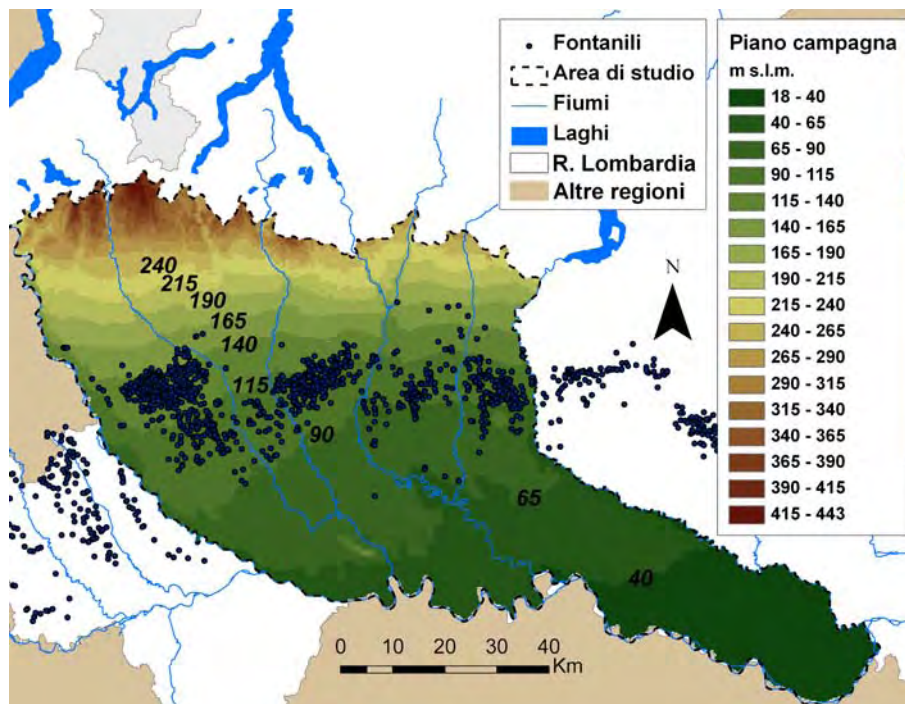 Fontanili
Area di studio
Fiumi
Laghi
R. Lombardia
Altre regioni
Piano campagna
m s.l.m.
18 - 40
40 - 65
65 - 90
90 - 115
115 - 140
140 - 165
165 - 190
190 - 215
215 - 240
240 - 265
265 - 290
290 - 315
315 - 340
340 - 365
365 - 390
390 - 415
415 - 443
240
215
190
165
140
115
90
65
40
N
0 10 20 30 40
Km